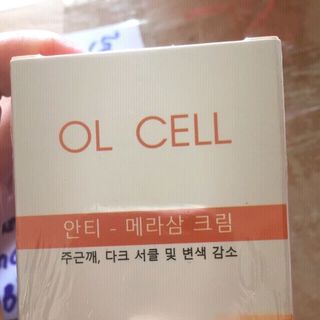 OL CELL
안티 - 메라삼 크림
주근깨, 다크 서클 및 변색 감소